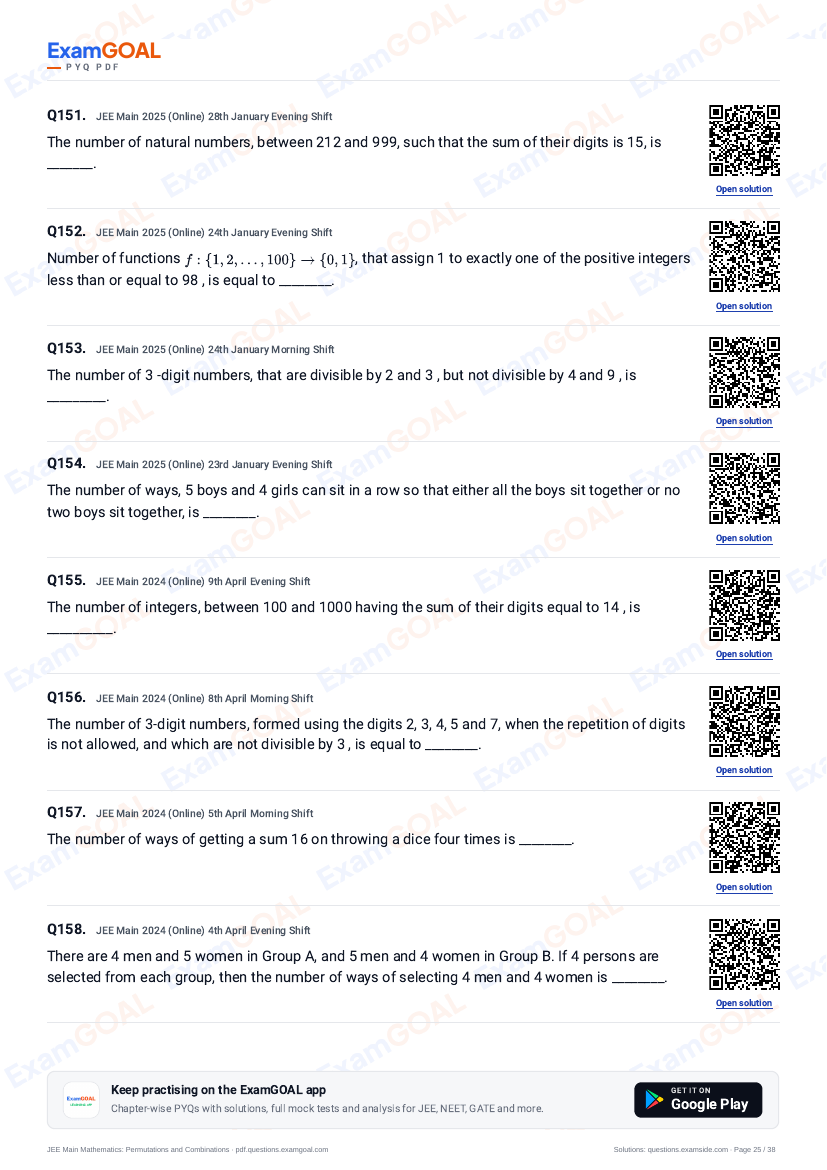 ExamGOAL
PYQ PDF
Q151. JEE Main 2025 (Online) 28th January Evening Shift
The number of natural numbers, between 212 and 999, such that the sum of their digits is 15, is
_______.
Open solution
Q152. JEE Main 2025 (Online) 24th January Evening Shift
Number of functions f : {1, 2, . . . , 100} → {0, 1}, that assign 1 to exactly one of the positive integers
less than or equal to 98 , is equal to ________.
Open solution
Q153. JEE Main 2025 (Online) 24th January Morning Shift
The number of 3 -digit numbers, that are divisible by 2 and 3 , but not divisible by 4 and 9 , is
_________.
Open solution
Q154. JEE Main 2025 (Online) 23rd January Evening Shift
The number of ways, 5 boys and 4 girls can sit in a row so that either all the boys sit together or no
two boys sit together, is ________.
Open solution
Q155. JEE Main 2024 (Online) 9th April Evening Shift
The number of integers, between 100 and 1000 having the sum of their digits equal to 14 , is
__________.
Open solution
Q156. JEE Main 2024 (Online) 8th April Morning Shift
The number of 3-digit numbers, formed using the digits 2, 3, 4, 5 and 7, when the repetition of digits
is not allowed, and which are not divisible by 3 , is equal to ________.
Open solution
Q157. JEE Main 2024 (Online) 5th April Morning Shift
The number of ways of getting a sum 16 on throwing a dice four times is ________.
Open solution
Q158. JEE Main 2024 (Online) 4th April Evening Shift
There are 4 men and 5 women in Group A, and 5 men and 4 women in Group B. If 4 persons are
selected from each group, then the number of ways of selecting 4 men and 4 women is ________.
Open solution
ExamGOAL
Keep practising on the ExamGOAL app
Chapter-wise PYQs with solutions, full mock tests and analysis for JEE, NEET, GATE and more.
GET IT ON
Google Play
JEE Main Mathematics: Permutations and Combinations · pdf.questions.examgoal.com
Solutions: questions.examside.com · Page 25 / 38